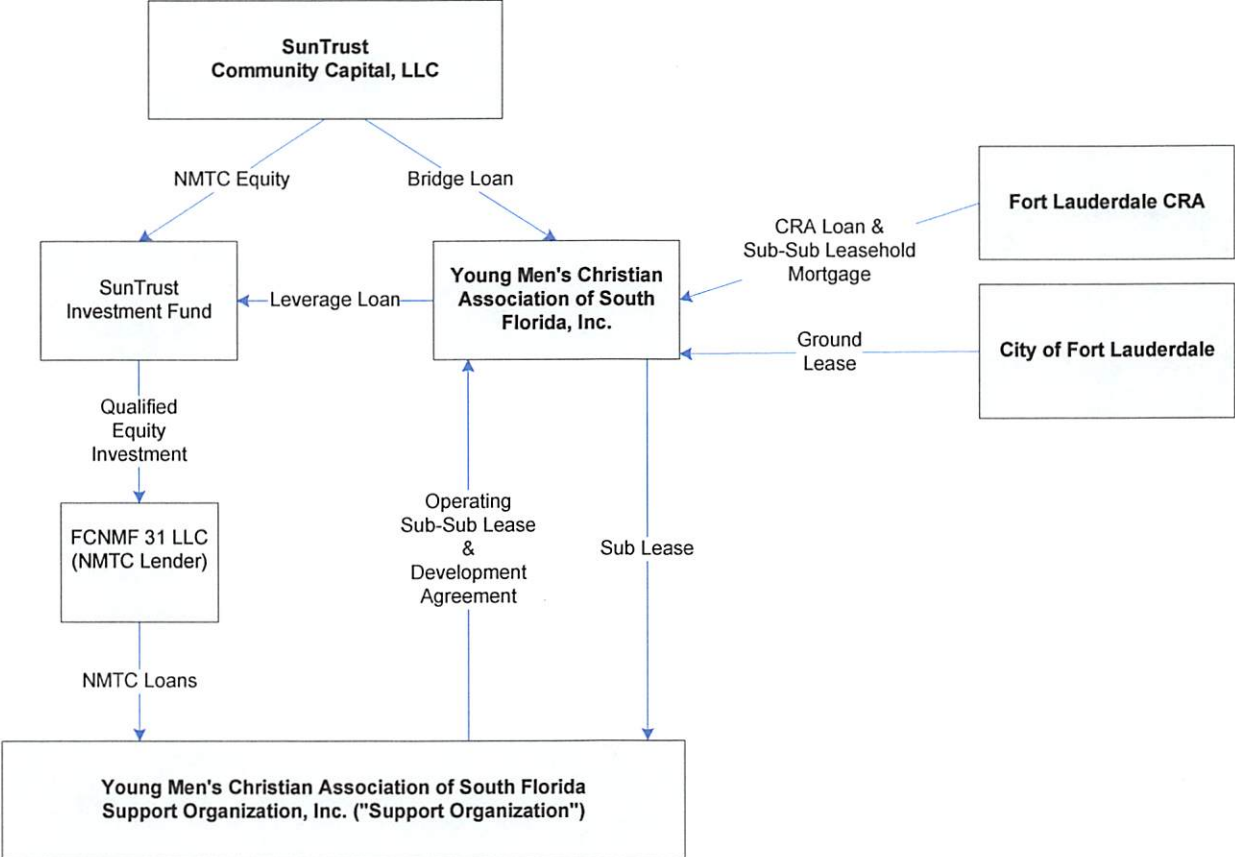 SunTrust
Community Capital, LLC
NMTC Equity
Bridge Loan
Fort Lauderdale CRA
CRA Loan &
Sub-Sub Leasehold
Mortgage
SunTrust
Investment Fund
Leverage Loan
Young Men's Christian
Association of South
Florida, Inc.
Ground
Lease
City of Fort Lauderdale
Qualified
Equity
Investment
FCNMF 31 LLC
(NMTC Lender)
Operating
Sub-Sub Lease
&
Development
Agreement
Sub Lease
NMTC Loans
Young Men's Christian Association of South Florida
Support Organization, Inc. ("Support Organization")